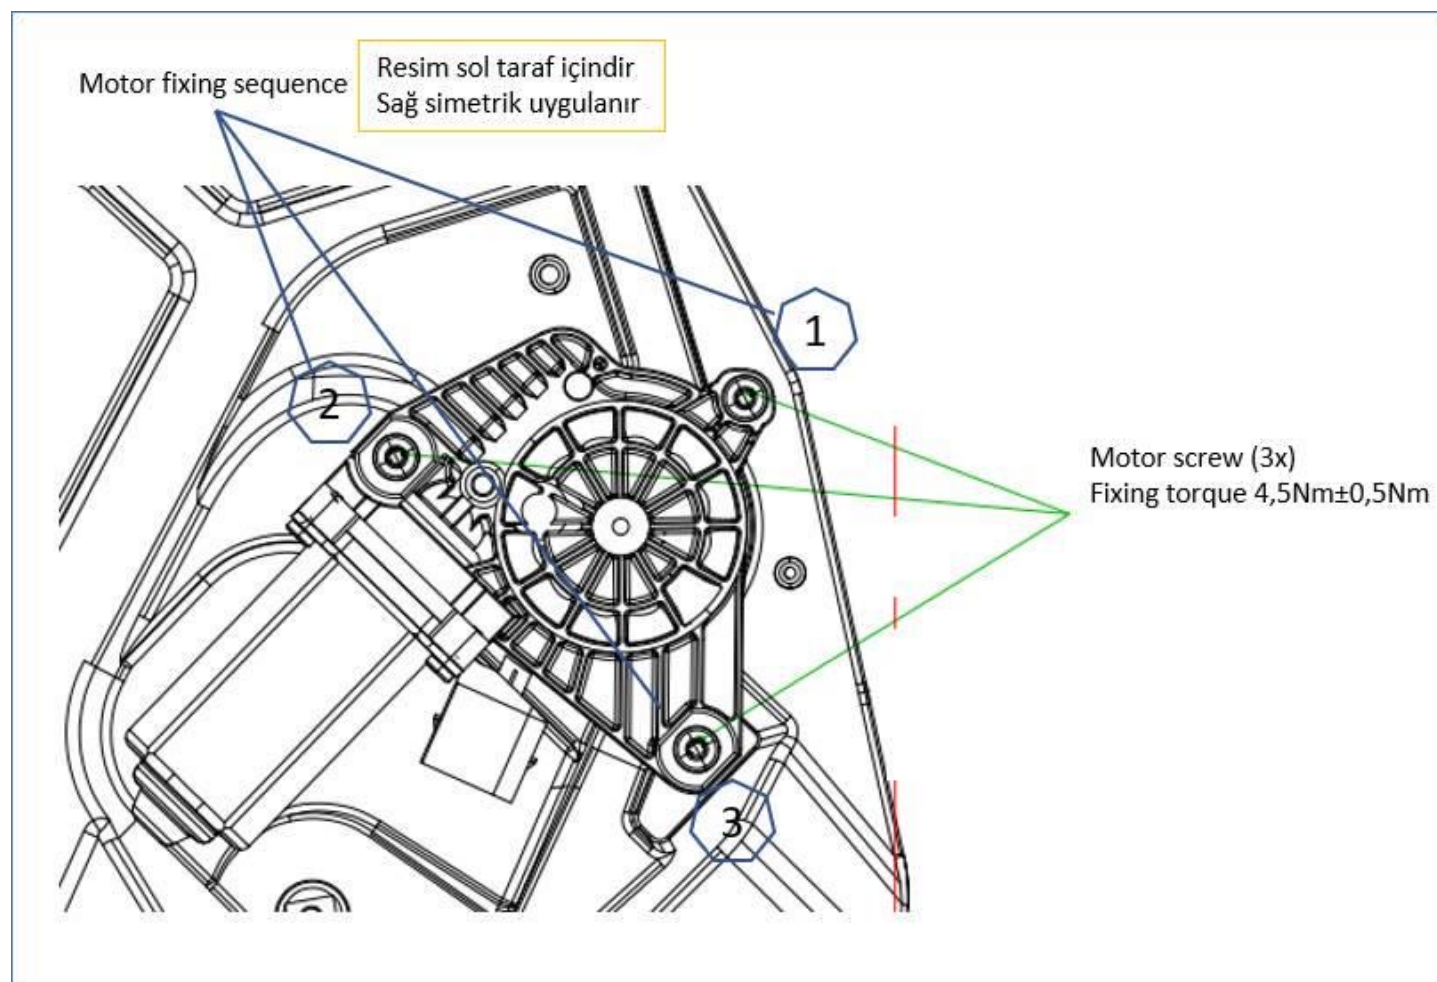 Motor fixing sequence
Resim sol taraf içindir
Sağ simetrik uygulanır
1
2
Motor screw (3x)
Fixing torque 4,5Nm±0,5Nm
3